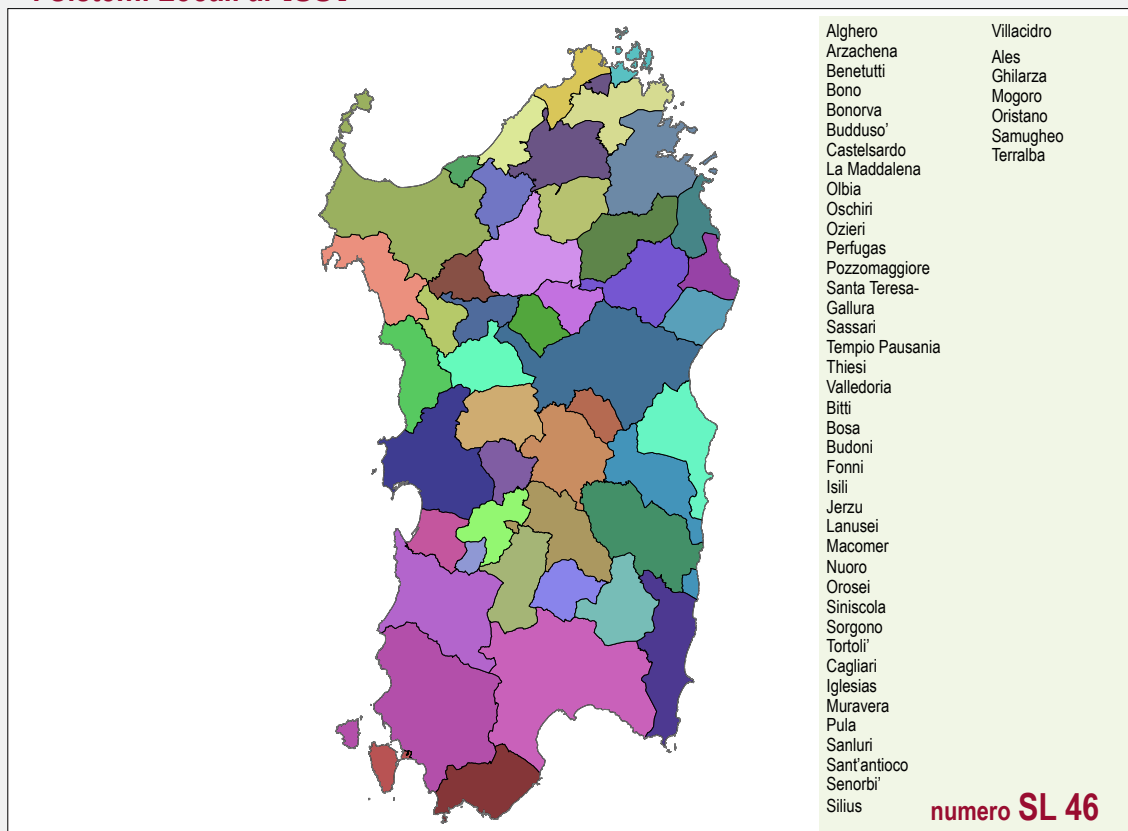 Alghero
Arzachena
Benetutti
Bono
Bonorva
Budduso'
Castelsardo
La Maddalena
Olbia
Oschiri
Ozieri
Perfugas
Pozzomaggiore
Santa Teresa-
Gallura
Sassari
Tempio Pausania
Thiesi
Valledoria
Bitti
Bosa
Budoni
Fonni
Isili
Jerzu
Lanusei
Macomer
Nuoro
Orosei
Siniscola
Sorgono
Tortoli'
Cagliari
Iglesias
Muravera
Pula
Sanluri
Sant'antioco
Senorbi'
Silius
Villacidro
Ales
Ghilarza
Mogoro
Oristano
Samugheo
Terralba
numero SL 46